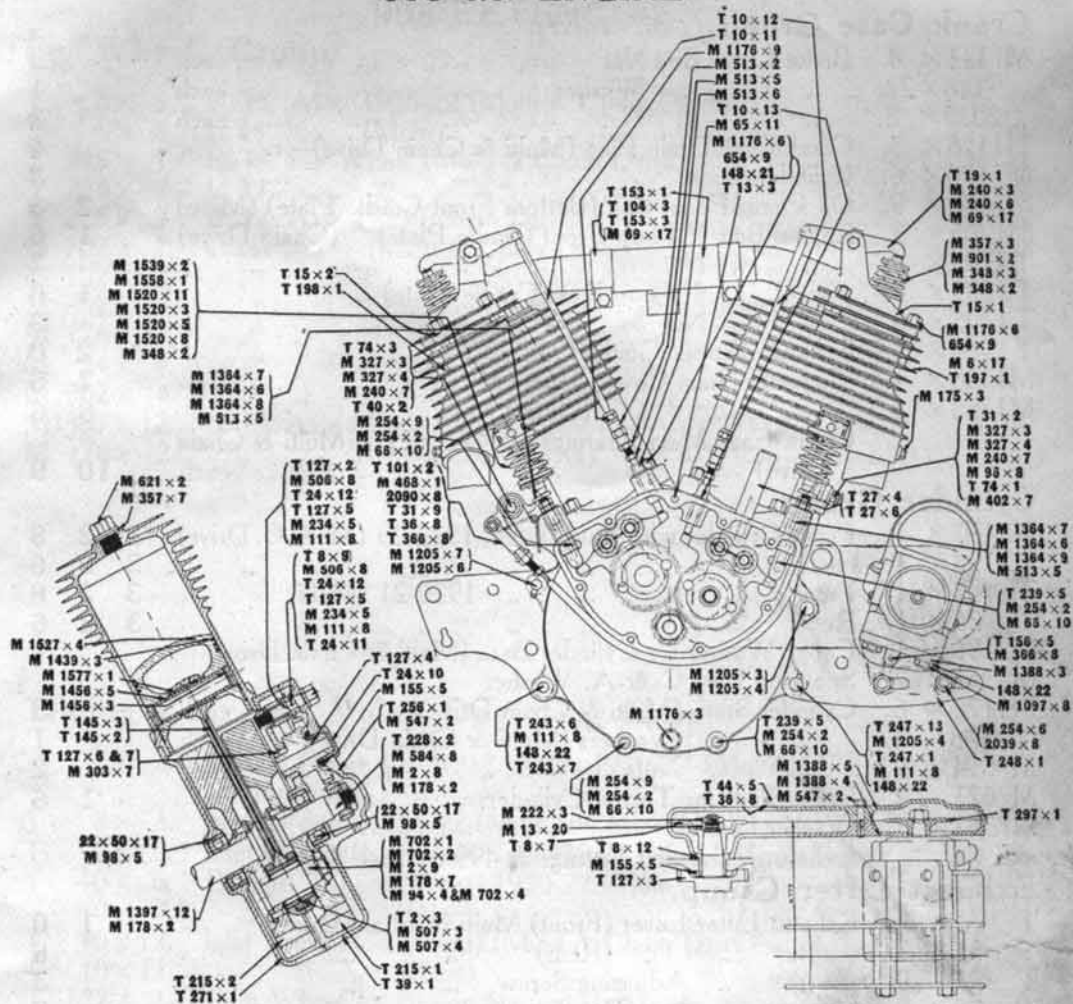 T 10×12
T 10×11
M 1176×9
M 513×2
M 513×5
M 513×6
T 10×13
M 65×11
M 1176×6
654×9
148×21
T 13×3
T 153×1
T 104×3
T 153×3
M 69×17
T 19×1
M 240×3
M 240×6
M 69×17
M 357×3
M 901×2
M 348×3
M 348×2
T 15×1
M 1176×6
654×9
M 6×17
T 197×1
M 175×3
M 1539×2
M 1558×1
M 1520×11
M 1520×3
M 1520×5
M 1520×8
M 348×2
T 15×2
T 198×1
M 1364×7
M 1364×6
M 1364×8
M 513×5
T 74×3
M 327×3
M 327×4
M 240×7
T 40×2
M 254×9
M 254×2
M 66×10
T 31×2
M 327×3
M 327×4
M 240×7
M 98×8
T 74×1
M 402×7
M 621×2
M 357×7
T 127×2
M 506×8
T 24×12
T 127×5
M 234×5
M 111×8
T 101×2
M 468×1
2090×8
T 31×9
T 36×8
T 366×8
M 1205×7
M 1205×6
T 27×4
T 27×6
M 1364×7
M 1364×6
M 1364×9
M 513×5
T 8×9
M 506×8
T 24×12
T 127×5
M 234×5
M 111×8
T 24×11
T 239×5
M 254×2
M 65×10
T 156×5
M 366×8
M 1388×3
148×22
M 1097×8
M 254×6
2039×8
T 248×1
M 1527×4
M 1439×3
M 1577×1
M 1456×5
M 1456×3
T 145×3
T 145×2
T 127×6 & 7
M 303×7
T 127×4
T 24×10
M 155×5
T 256×1
M 547×2
T 228×2
M 584×8
M 2×8
M 178×2
T 243×6
M 111×8
148×22
T 243×7
M 1176×3
M 1205×3
M 1205×4
T 239×5
M 254×2
M 66×10
T 247×13
M 1205×4
T 247×1
M 111×8
148×22
M 254×9
M 254×2
M 66×10
M 1388×5
M 1388×4
M 547×2
T 44×5
T 36×8
T 297×1
M 222×3
M 13×20
T 8×7
T 8×12
M 155×5
T 127×3
22×50×17
M 98×5
22×50×17
M 98×5
M 702×1
M 702×2
M 2×9
M 178×7
M 94×4 & M 702×4
M 1397×12
M 178×2
T 2×3
M 507×3
M 507×4
T 215×2
T 271×1
T 215×1
T 39×1